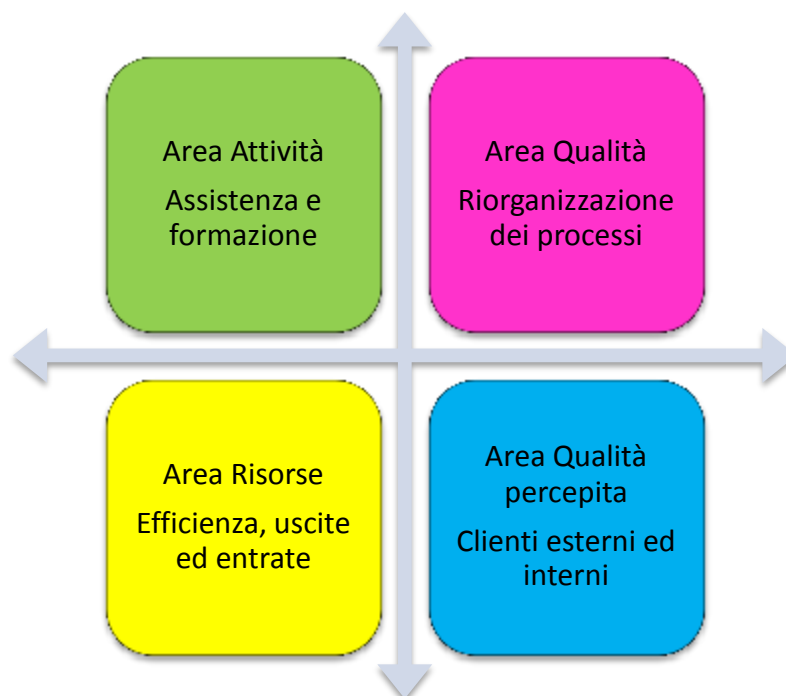 Area Attività
Assistenza e
formazione
Area Qualità
Riorganizzazione
dei processi
Area Risorse
Efficienza, uscite
ed entrate
Area Qualità
percepita
Clienti esterni ed
interni